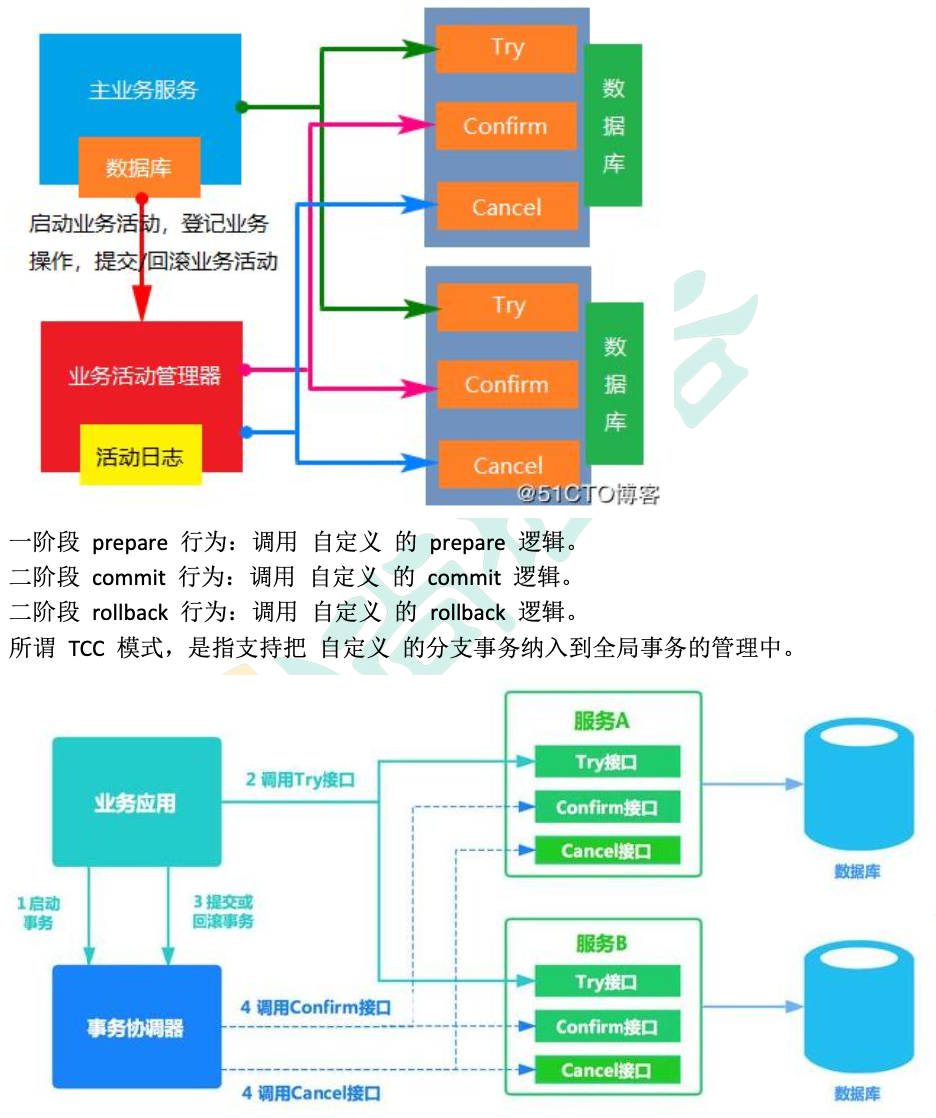 主业务服务
数据库
启动业务活动，登记业务
操作，提交/回滚业务活动
业务活动管理器
活动日志
Try
Confirm
Cancel
数据库
Try
Confirm
Cancel
数据库
@51CTO博客
一阶段 prepare 行为：调用 自定义 的 prepare 逻辑。
二阶段 commit 行为：调用 自定义 的 commit 逻辑。
二阶段 rollback 行为：调用 自定义 的 rollback 逻辑。
所谓 TCC 模式，是指支持把 自定义 的分支事务纳入到全局事务的管理中。
业务应用
2 调用Try接口
1 启动
事务
3 提交或
回滚事务
事务协调器
4 调用Confirm接口
4 调用Cancel接口
服务A
Try接口
Confirm接口
Cancel接口
数据库
服务B
Try接口
Confirm接口
Cancel接口
数据库